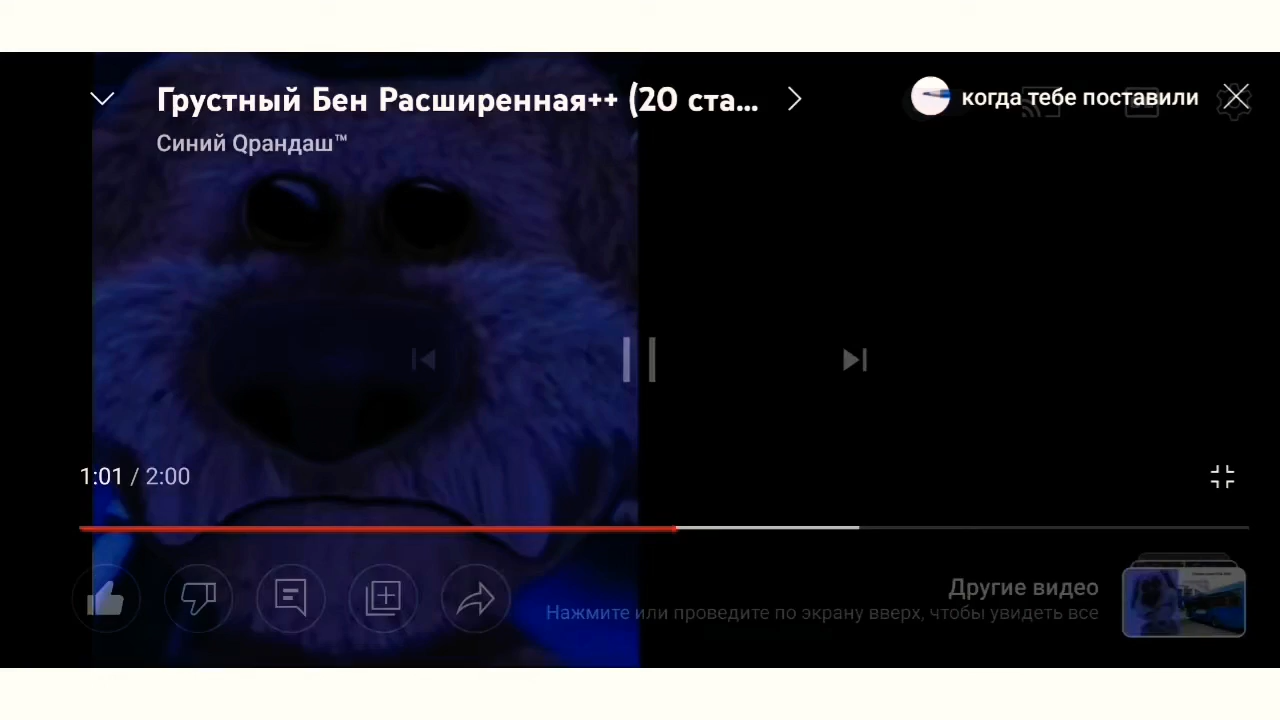 Грустный Бен Расширенная++ (20 ста...
когда тебе поставили
Синий Qрандаш™
1:01 / 2:00
Другие видео
Нажмите или проведите по экрану вверх, чтобы увидеть все